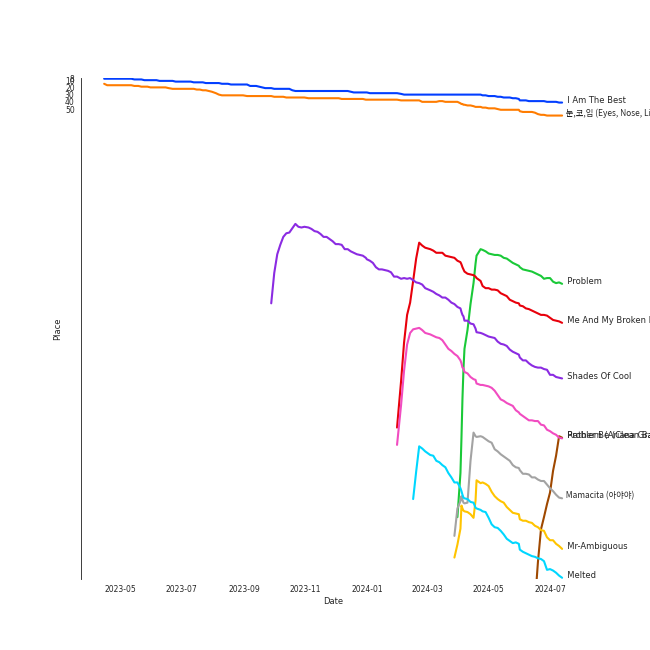 10
20
30
40
50
I Am The Best
눈,코,입 (Eyes, Nose, Li
Problem
Me And My Broken
Shades Of Cool
Mamacita (아야야)
Mr-Ambiguous
Melted
Place
2023-05
2023-07
2023-09
2023-11
2024-01
2024-03
2024-05
2024-07
Date